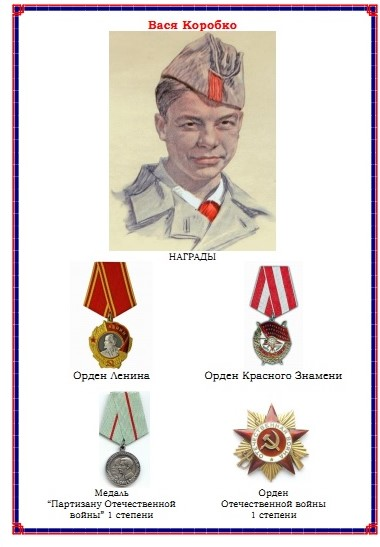 Вася Коробко
НАГРАДЫ
Орден Ленина
Орден Красного Знамени
Медаль
“Партизану Отечественной
войны” 1 степени
Орден
Отечественной войны
1 степени